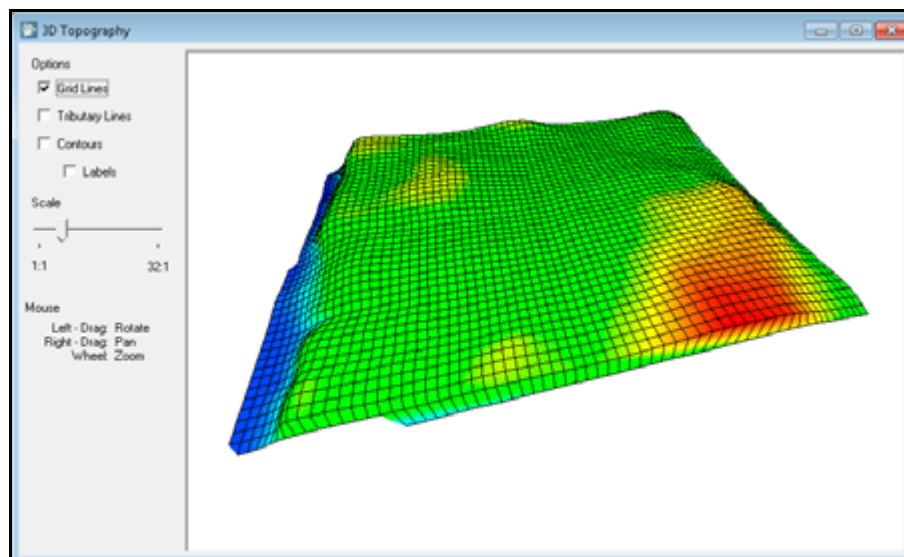 3D Topography
Options
Grid Lines
Tributary Lines
Contours
Labels
Scale
1:1 32:1
Mouse
Left - Drag: Rotate
Right - Drag: Pan
Wheel: Zoom